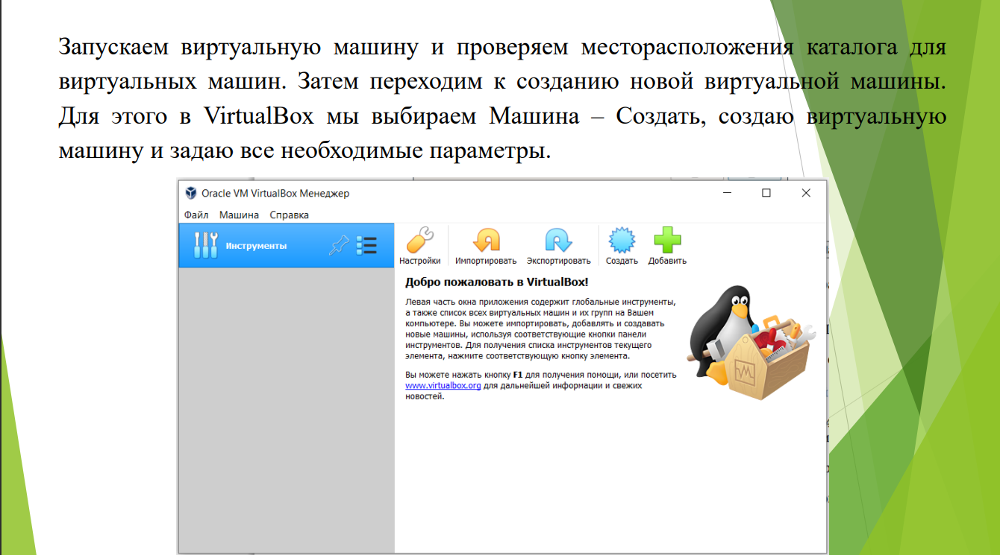 Запускаем виртуальную машину и проверяем месторасположения каталога для
виртуальных машин. Затем переходим к созданию новой виртуальной машины.
Для этого в VirtualBox мы выбираем Машина – Создать, создаю виртуальную
машину и задаю все необходимые параметры.
Oracle VM VirtualBox Менеджер
Файл Машина Справка
Инструменты
Настройки Импортировать Экспортировать Создать Добавить
Добро пожаловать в VirtualBox!
Левая часть окна приложения содержит глобальные инструменты,
а также список всех виртуальных машин и их групп на Вашем
компьютере. Вы можете импортировать, добавлять и создавать
новые машины, используя соответствующие кнопки панели
инструментов. Для получения списка инструментов текущего
элемента, нажмите соответствующую кнопку элемента.
Вы можете нажать кнопку F1 для получения помощи, или посетить
www.virtualbox.org для дальнейшей информации и свежих
новостей.